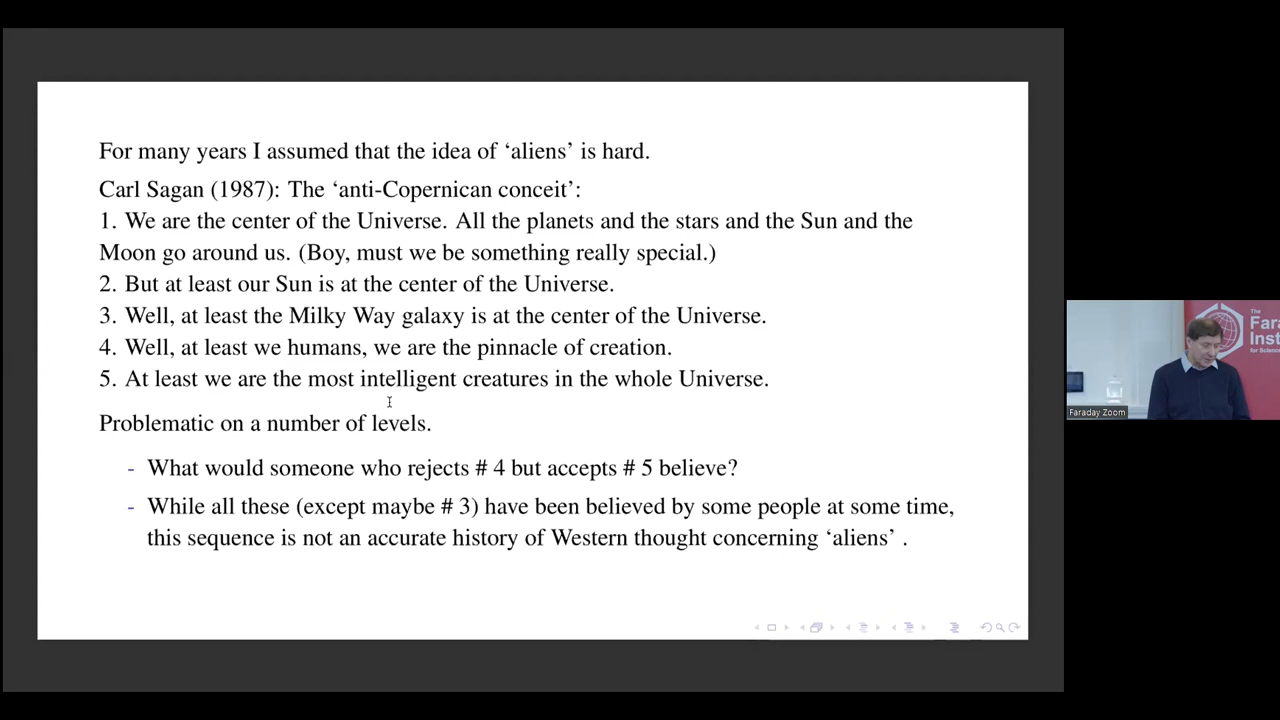 For many years I assumed that the idea of ‘aliens’ is hard.
Carl Sagan (1987): The ‘anti-Copernican conceit’:
1. We are the center of the Universe. All the planets and the stars and the Sun and the
Moon go around us. (Boy, must we be something really special.)
2. But at least our Sun is at the center of the Universe.
3. Well, at least the Milky Way galaxy is at the center of the Universe.
4. Well, at least we humans, we are the pinnacle of creation.
5. At least we are the most intelligent creatures in the whole Universe.
Problematic on a number of levels.
- What would someone who rejects # 4 but accepts # 5 believe?
- While all these (except maybe # 3) have been believed by some people at some time,
this sequence is not an accurate history of Western thought concerning ‘aliens’ .
The
Fara
Inst
for Scien
Faraday Zoom